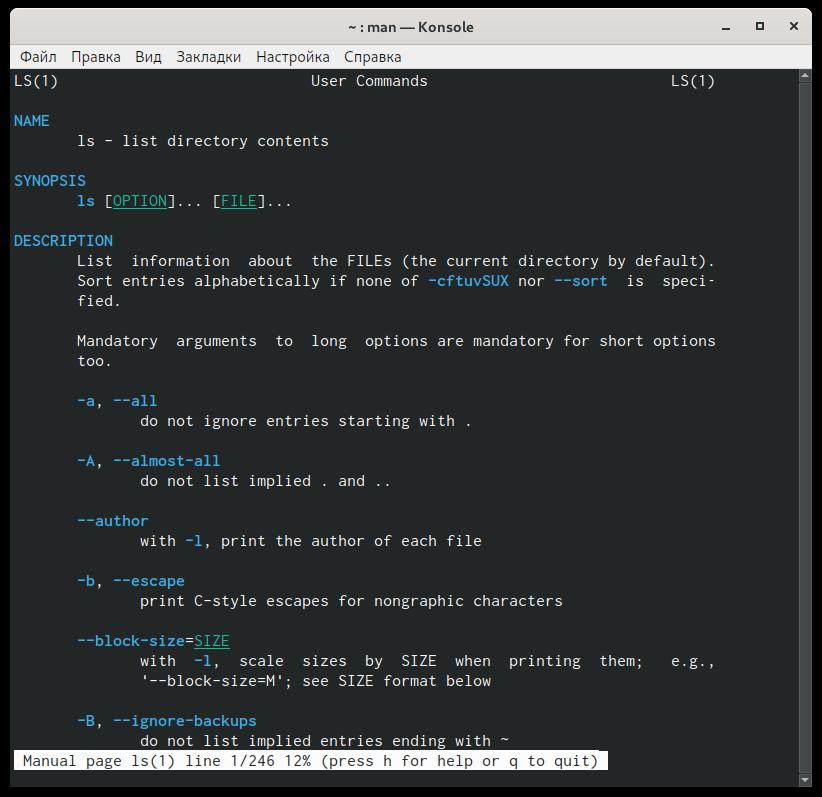 ~ : man — Konsole
Файл Правка Вид Закладки Настройка Справка
LS(1) User Commands LS(1)
NAME
ls - list directory contents
SYNOPSIS
ls [OPTION]... [FILE]...
DESCRIPTION
List information about the FILEs (the current directory by default).
Sort entries alphabetically if none of -cftuvSUX nor --sort is speci-
fied.
Mandatory arguments to long options are mandatory for short options
too.
-a, --all
do not ignore entries starting with .
-A, --almost-all
do not list implied . and ..
--author
with -l, print the author of each file
-b, --escape
print C-style escapes for nongraphic characters
--block-size=SIZE
with -l, scale sizes by SIZE when printing them; e.g.,
'--block-size=M'; see SIZE format below
-B, --ignore-backups
do not list implied entries ending with ~
Manual page ls(1) line 1/246 12% (press h for help or q to quit)